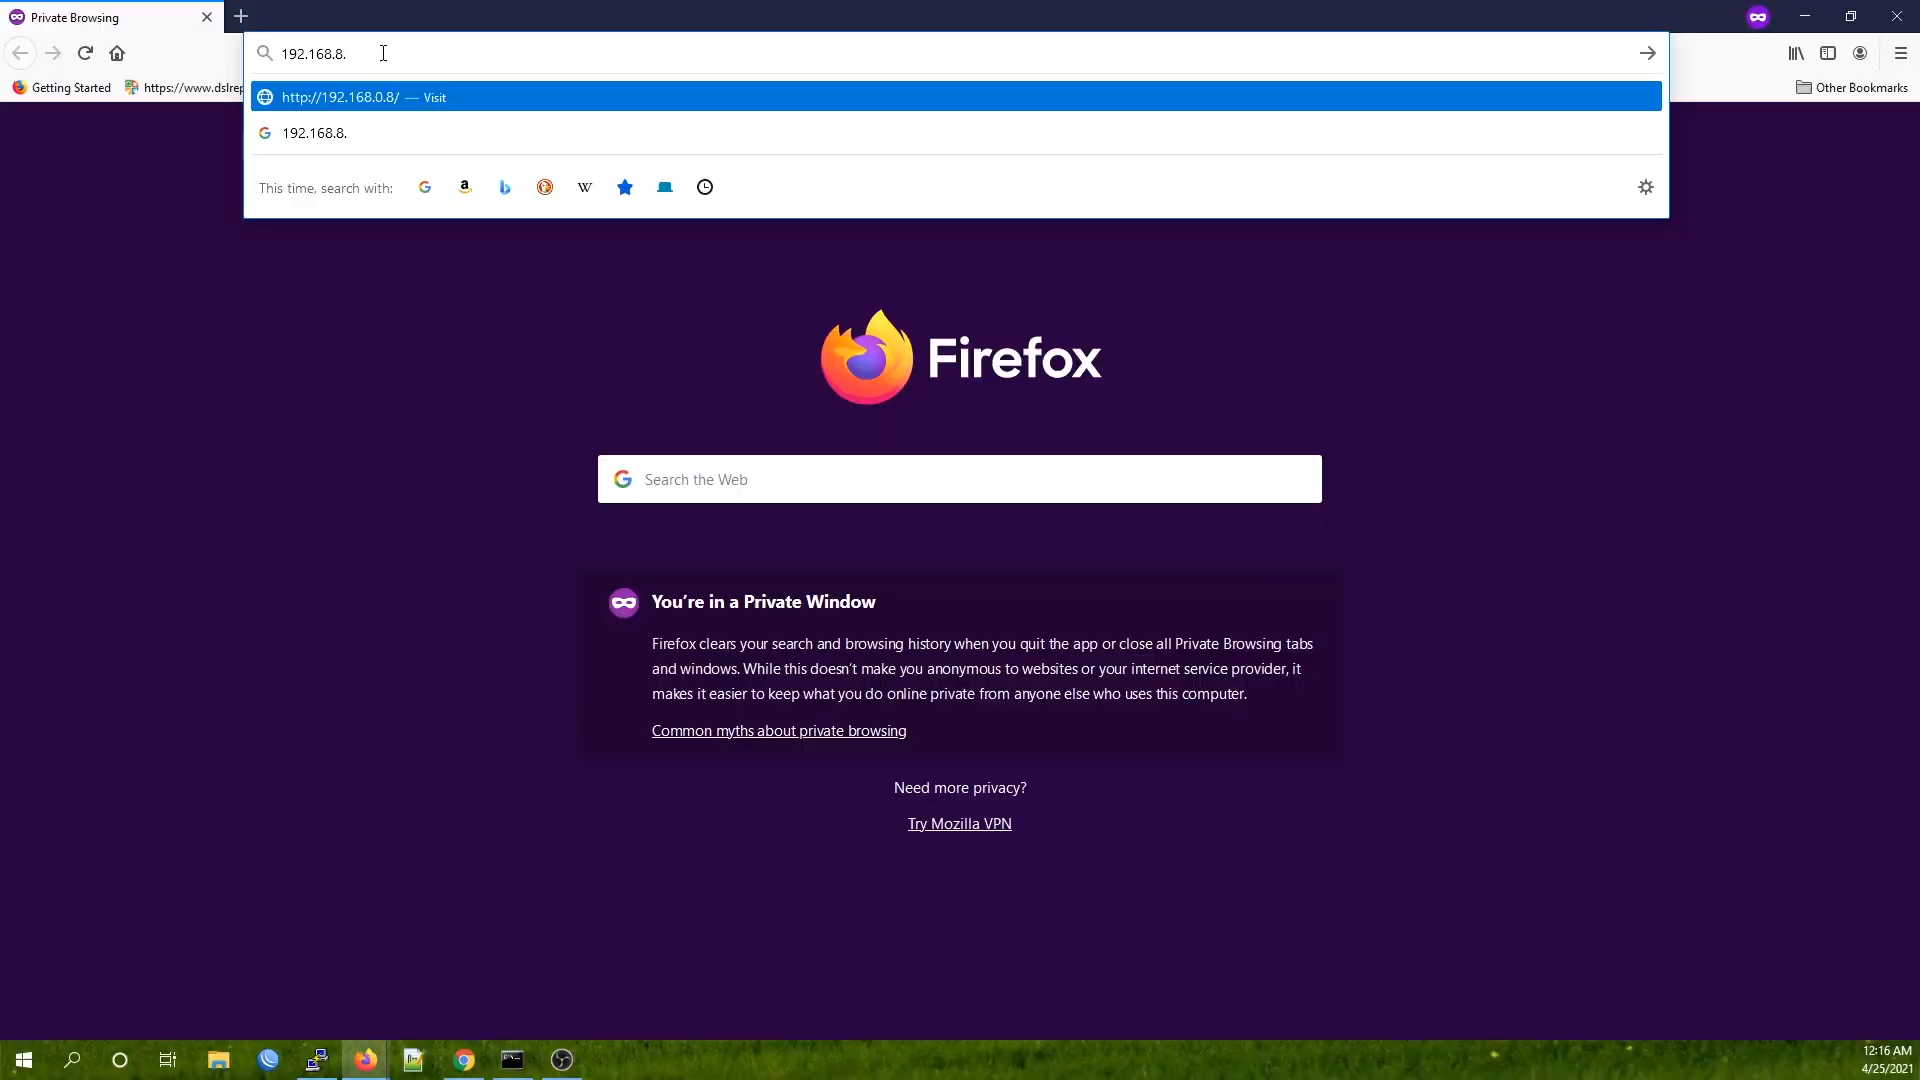 Private Browsing
192.168.8.
Getting Started
https://www.dslrep
Other Bookmarks
http://192.168.0.8/ — Visit
192.168.8.
This time, search with:
Firefox
Search the Web
You're in a Private Window
Firefox clears your search and browsing history when you quit the app or close all Private Browsing tabs
and windows. While this doesn't make you anonymous to websites or your internet service provider, it
makes it easier to keep what you do online private from anyone else who uses this computer.
Common myths about private browsing
Need more privacy?
Try Mozilla VPN
12:16 AM
4/25/2021